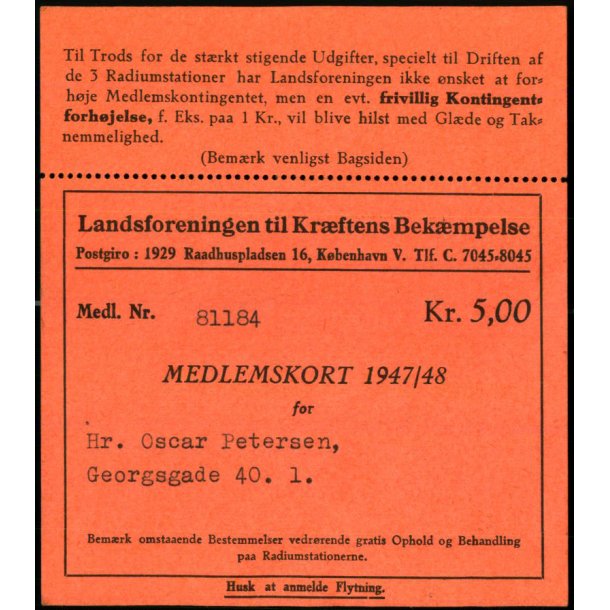 Til Trods for de stærkt stigende Udgifter, specielt til Driften af
de 3 Radiumstationer har Landsforeningen ikke ønsket at for=
høje Medlemskontingentet, men en evt. frivillig Kontingent=
forhøjelse, f. Eks. paa 1 Kr., vil blive hilst med Glæde og Tak=
nemmelighed.
(Bemærk venligst Bagsiden)
Landsforeningen til Kræftens Bekæmpelse
Postgiro : 1929 Raadhuspladsen 16, København V. Tlf. C. 7045=8045
Medl. Nr. 81184 Kr. 5,00
MEDLEMSKORT 1947/48
for
Hr. Oscar Petersen,
Georgsgade 40. 1.
Bemærk omstaaende Bestemmelser vedrørende gratis Ophold og Behandling
paa Radiumstationerne.
Husk at anmelde Flytning.